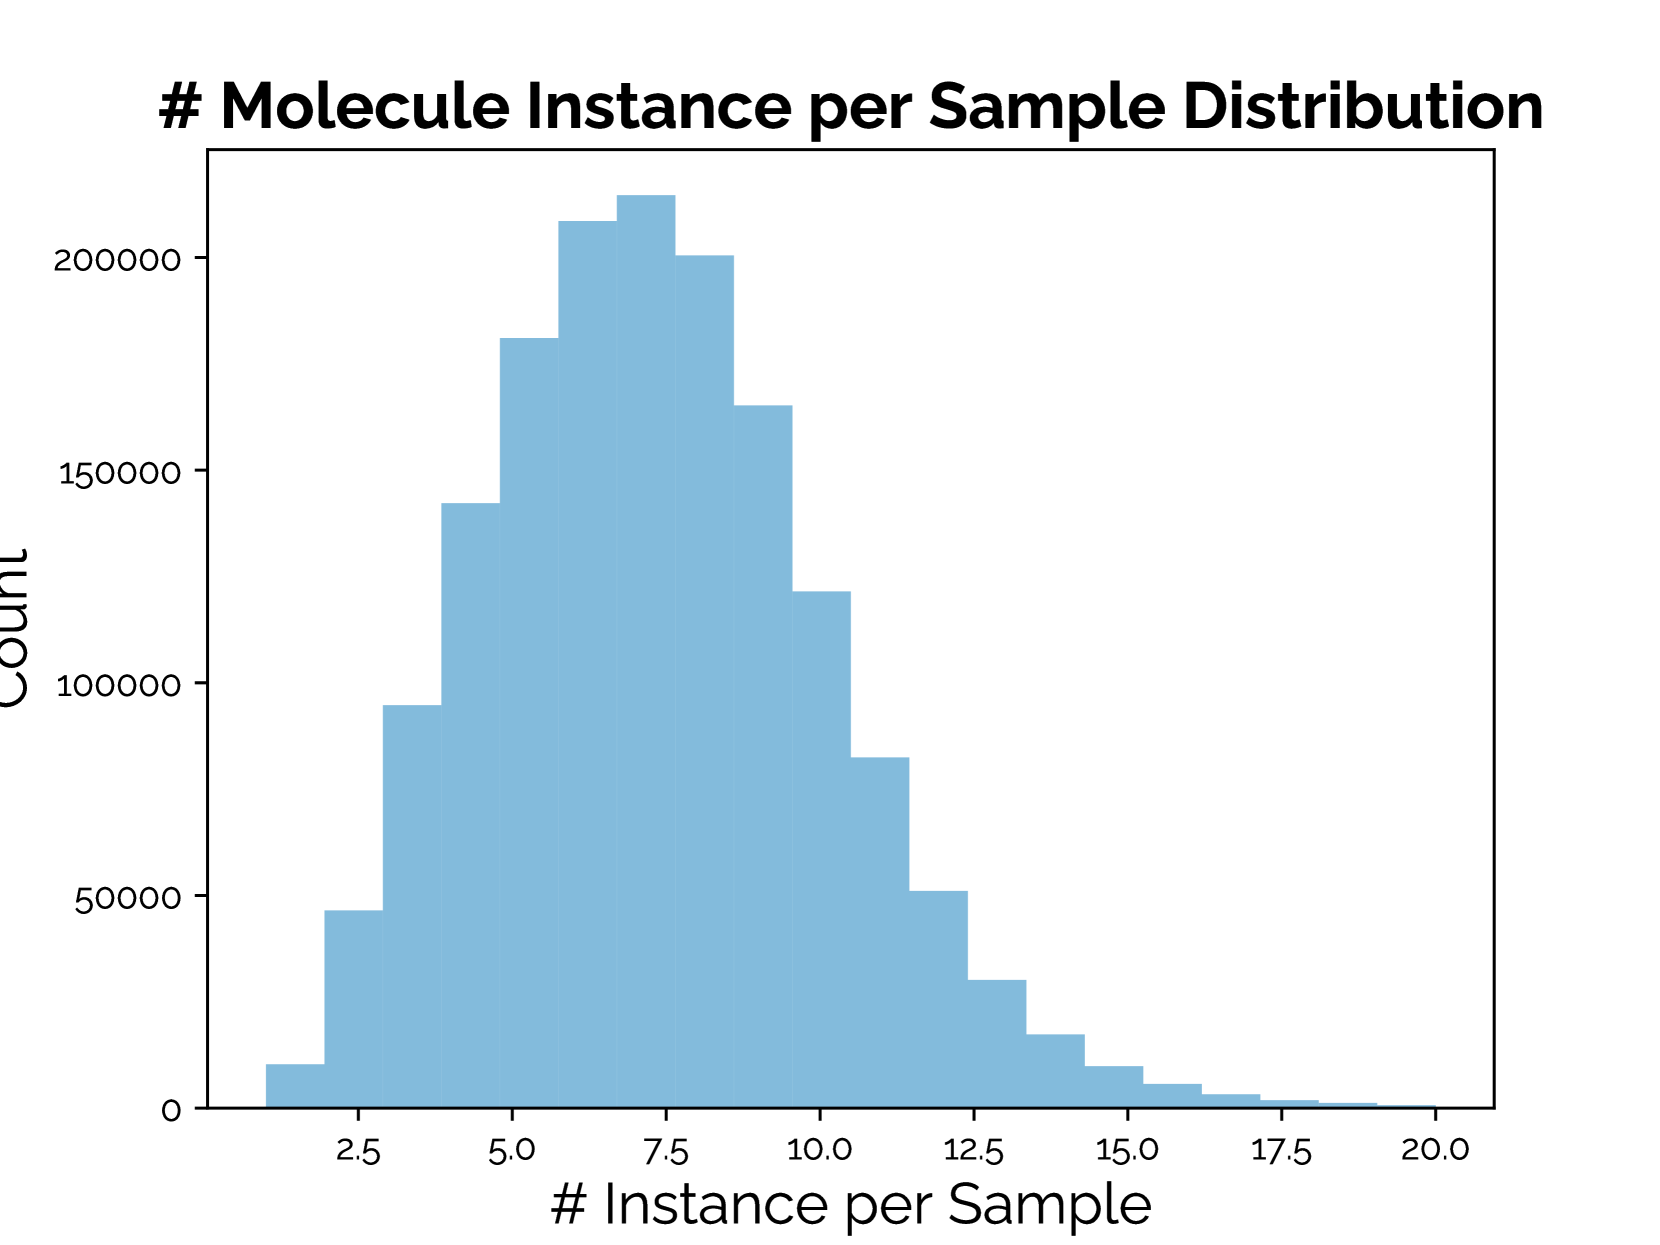 # Molecule Instance per Sample Distribution
200000
150000
100000
50000
0
Count
2.5 5.0 7.5 10.0 12.5 15.0 17.5 20.0
# Instance per Sample